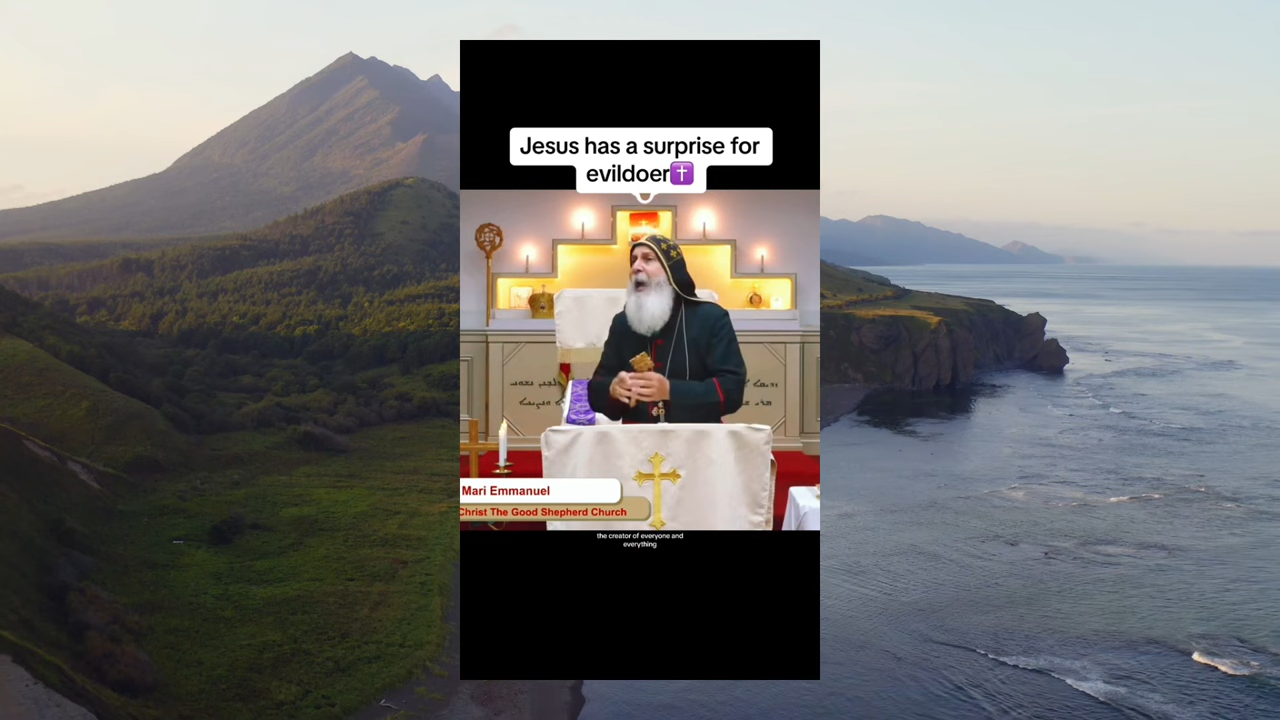 Jesus has a surprise for
evildoer✝️
Mari Emmanuel
Christ The Good Shepherd Church
the creator of everyone and
everything